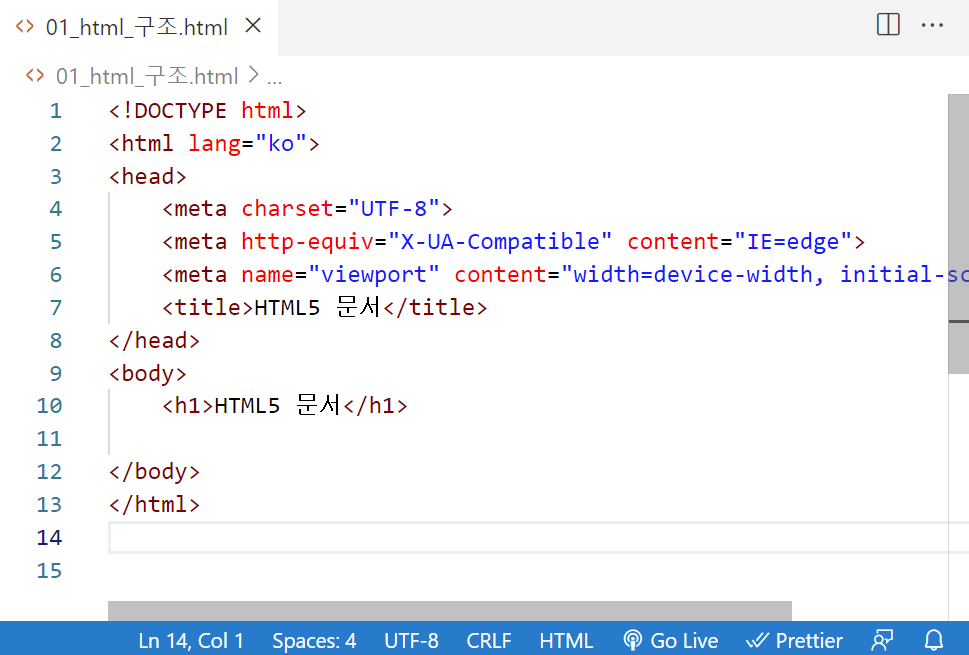 01_html_구조.html
01_html_구조.html > ...
1 <!DOCTYPE html>
2 <html lang="ko">
3 <head>
4     <meta charset="UTF-8">
5     <meta http-equiv="X-UA-Compatible" content="IE=edge">
6     <meta name="viewport" content="width=device-width, initial-sc
7     <title>HTML5 문서</title>
8 </head>
9 <body>
10     <h1>HTML5 문서</h1>
11
12 </body>
13 </html>
14
15
Ln 14, Col 1 Spaces: 4 UTF-8 CRLF HTML Go Live Prettier